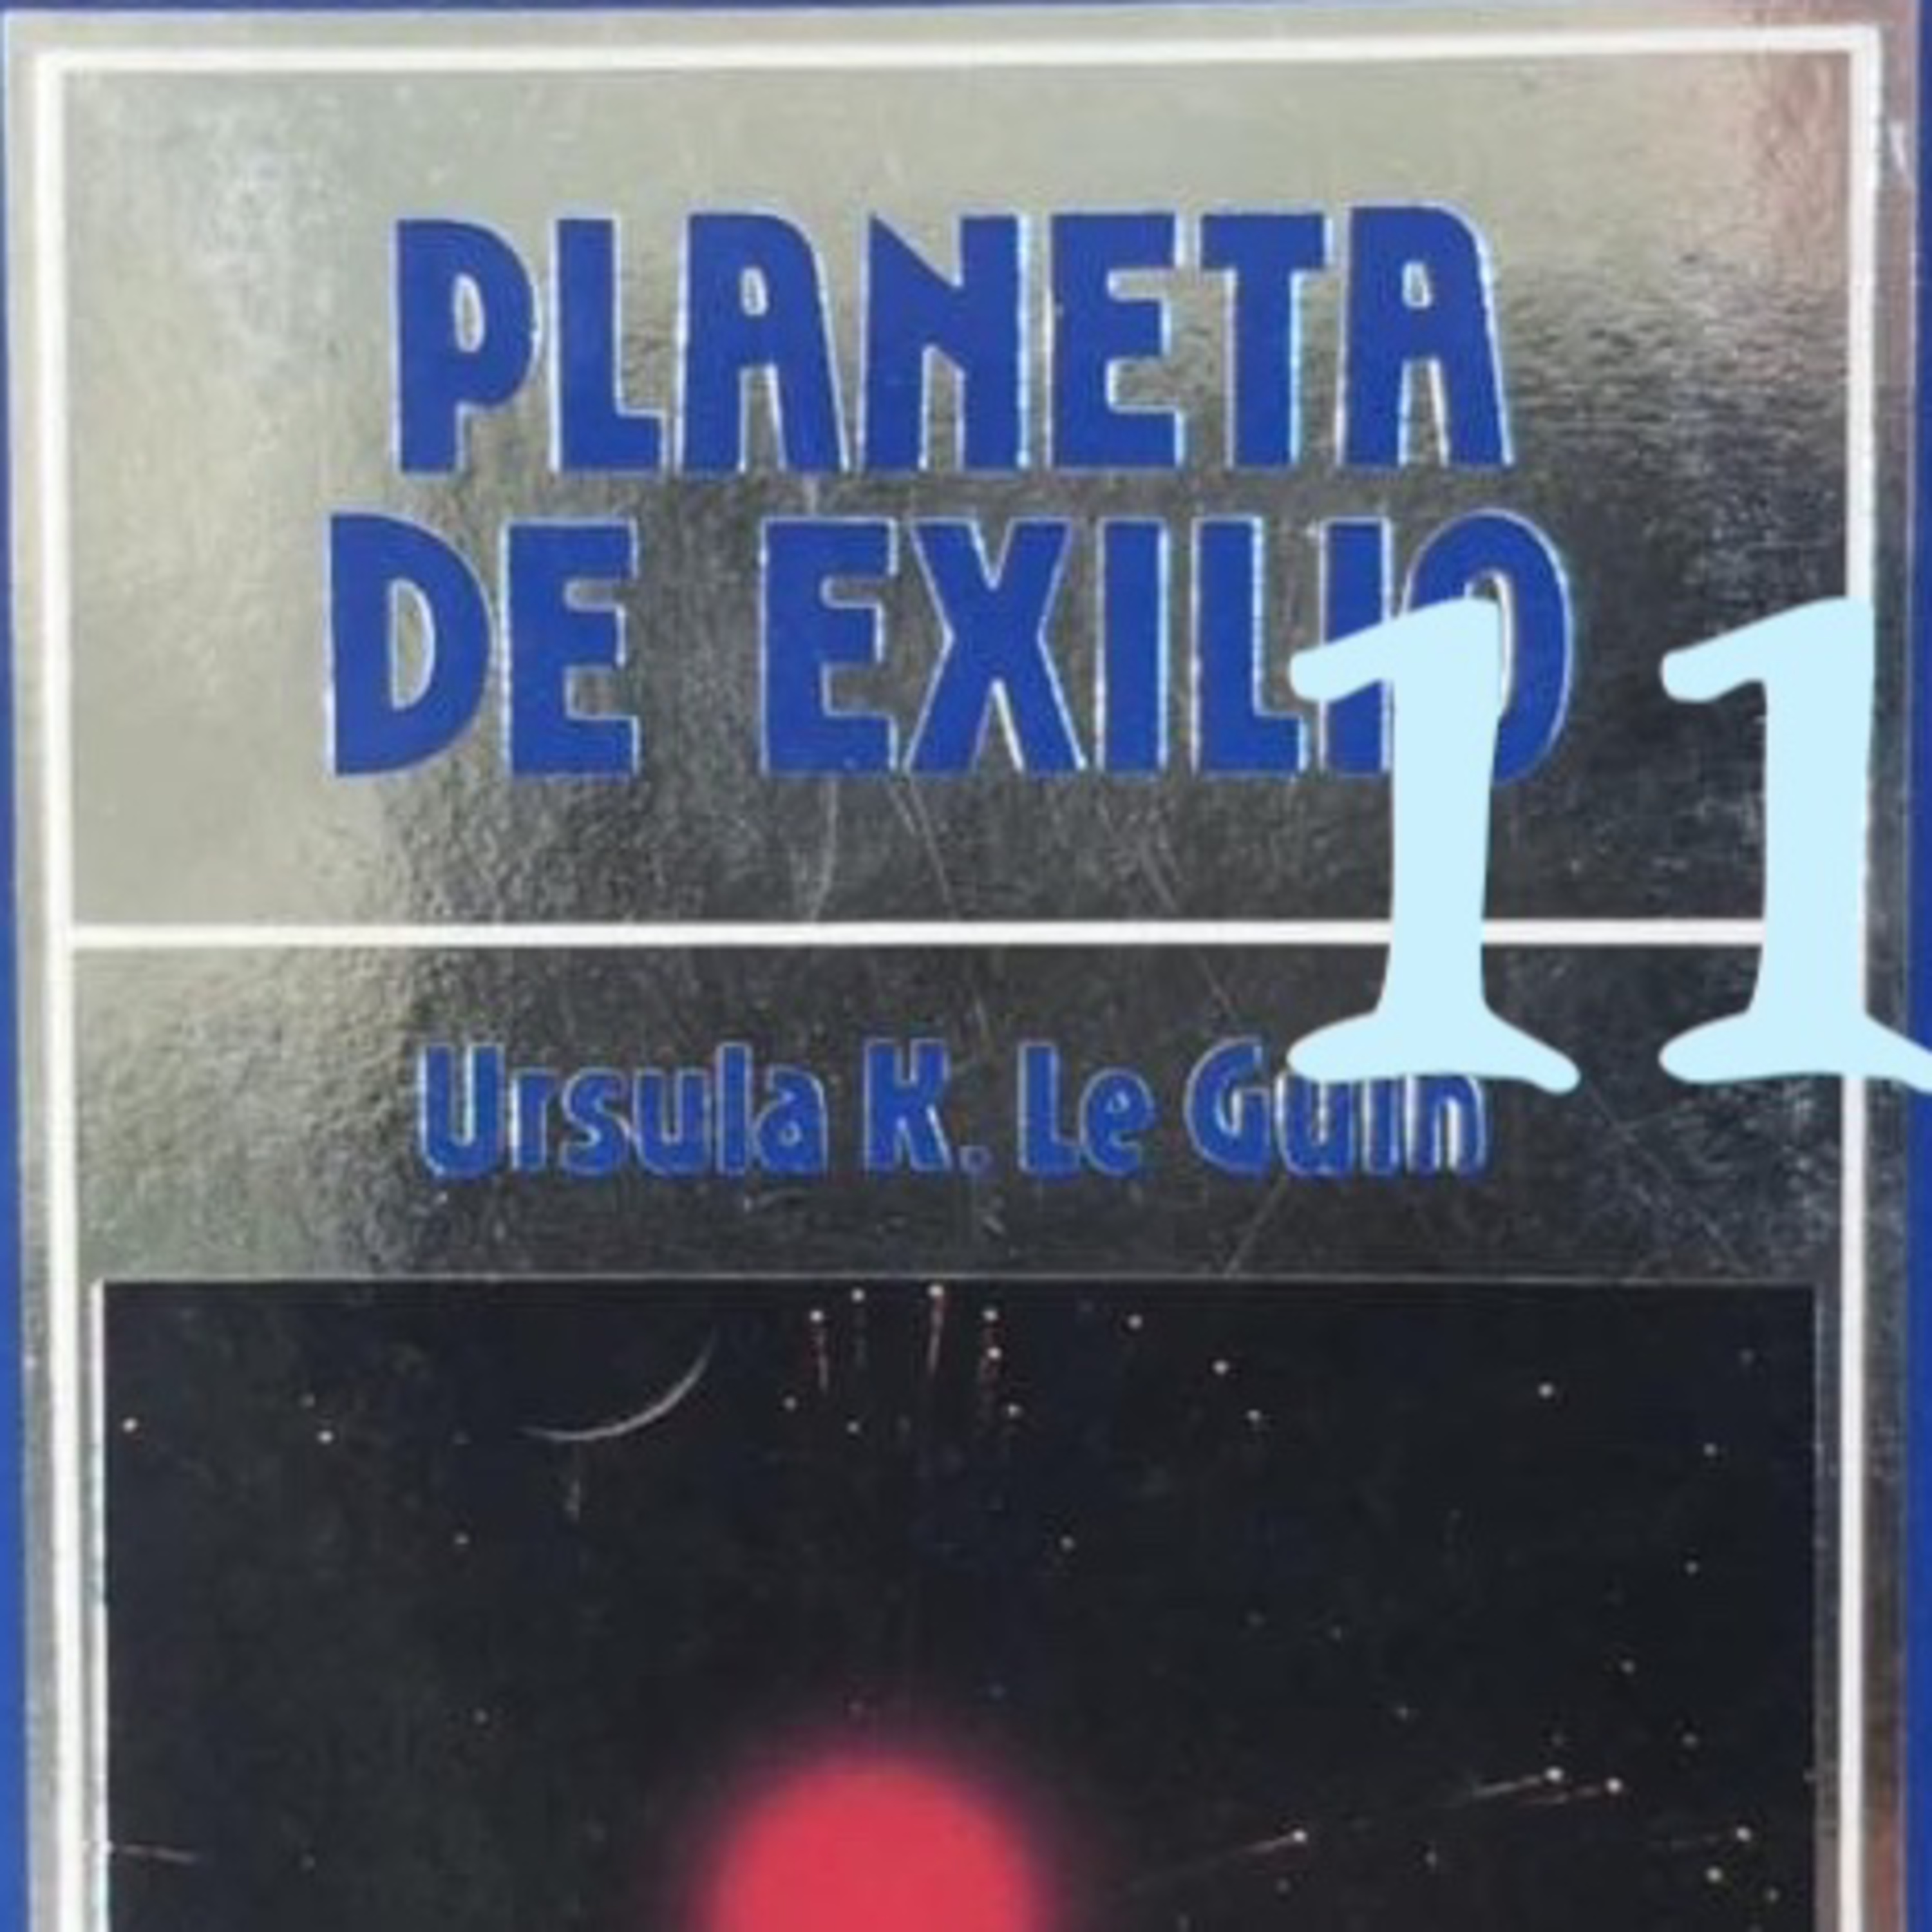 PLANETA
DE EXILIO
11
Ursula K. Le Guin